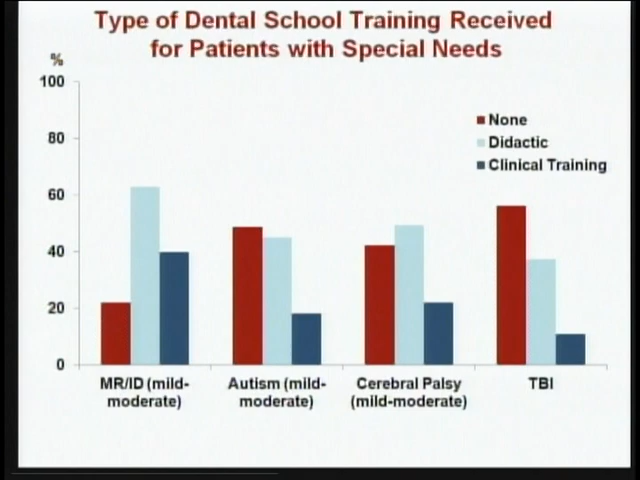 Type of Dental School Training Received
for Patients with Special Needs
%
100
80
60
40
20
0
None
Didactic
Clinical Training
MR/ID (mild-
moderate)
Autism (mild-
moderate)
Cerebral Palsy
(mild-moderate)
TBI